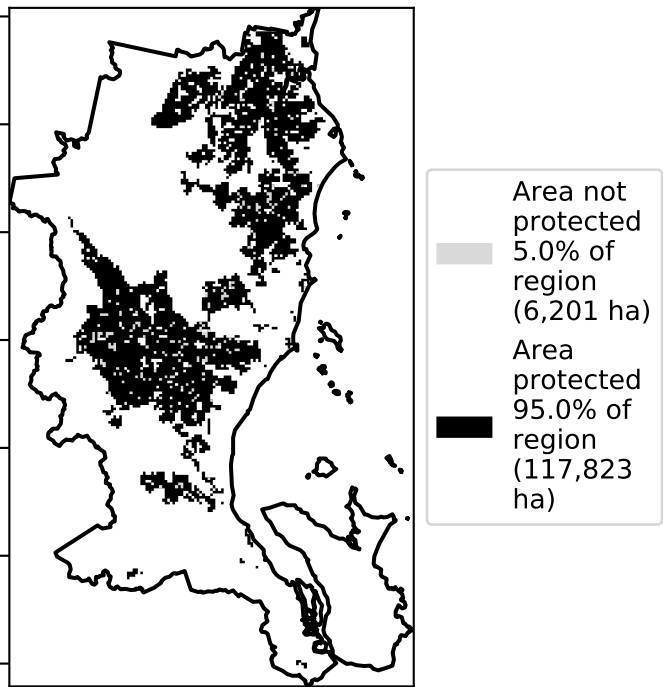 Area not
protected
5.0% of
region
(6,201 ha)
Area
protected
95.0% of
region
(117,823
ha)